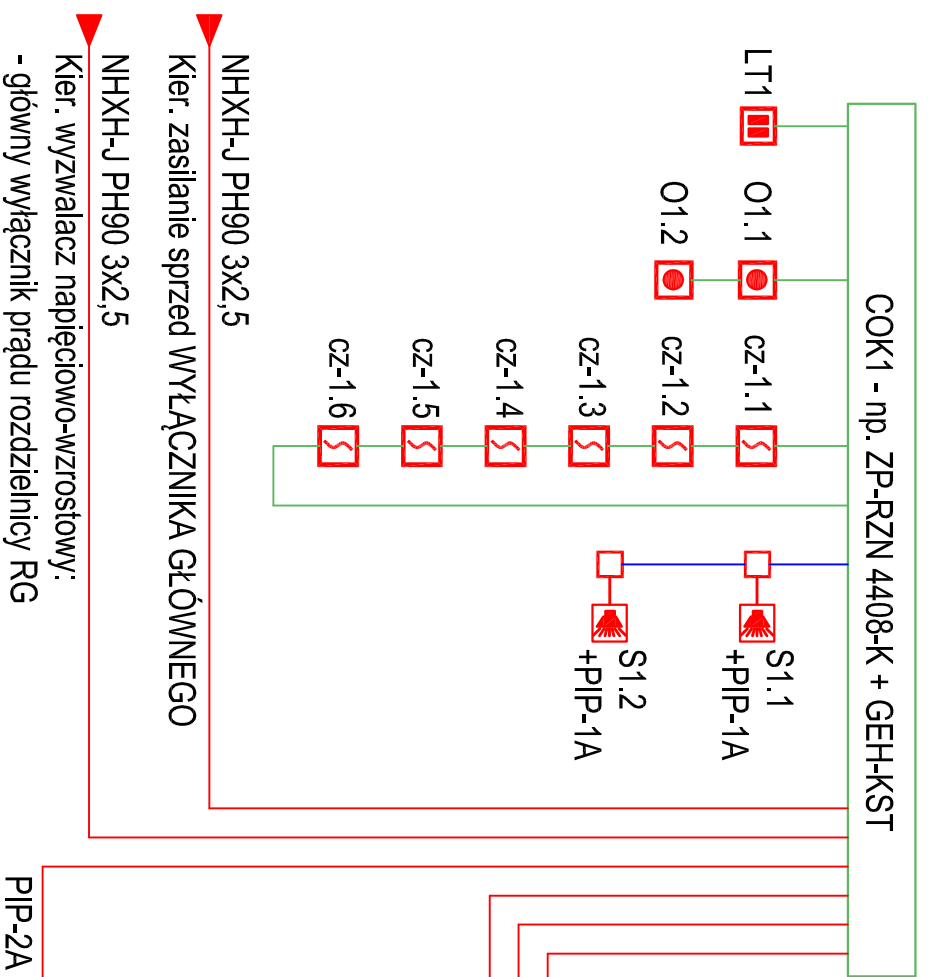 COK1 - np. ZP-RZN 4408-K + GEH-KST
LT1
O1.1
O1.2
cz-1.1
cz-1.2
cz-1.3
cz-1.4
cz-1.5
cz-1.6
S1.1
+PIP-1A
S1.2
+PIP-1A
NHXH-J PH90 3x2,5
Kier. zasilanie sprzed WYŁĄCZNIKA GŁÓWNEGO
NHXH-J PH90 3x2,5
Kier. wyzwalacz napięciowo-wzrostowy:
- główny wyłącznik prądu rozdzielnicy RG
PIP-2A